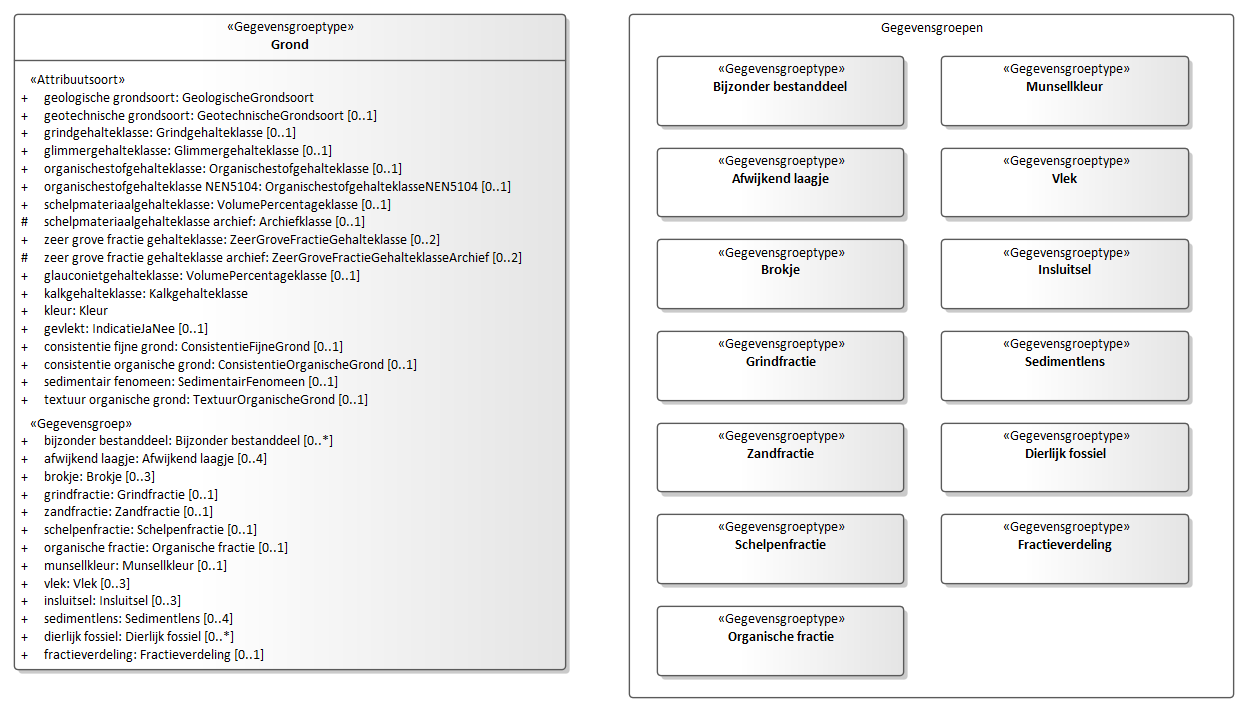 «Gegevensgroeptype»
Grond
«Attribuutsoort»
+ geologische grondsoort: GeologischeGrondsoort
+ geotechnische grondsoort: GeotechnischeGrondsoort [0..1]
+ grindgehalteklasse: Grindgehalteklasse [0..1]
+ glimmergehalteklasse: Glimmergehalteklasse [0..1]
+ organischestofgehalteklasse: Organischestofgehalteklasse [0..1]
+ organischestofgehalteklasse NEN5104: OrganischestofgehalteklasseNEN5104 [0..1]
+ schelpmateriaalgehalteklasse: VolumePercentageklasse [0..1]
# schelpmateriaalgehalteklasse archief: Archiefklasse [0..1]
+ zeer grove fractie gehalteklasse: ZeerGroveFractieGehalteklasse [0..2]
# zeer grove fractie gehalteklasse archief: ZeerGroveFractieGehalteklasseArchief [0..2]
+ glauconietgehalteklasse: VolumePercentageklasse [0..1]
+ kalkgehalteklasse: Kalkgehalteklasse
+ kleur: Kleur
+ gevlekt: IndicatieJaNee [0..1]
+ consistentie fijne grond: ConsistentieFijneGrond [0..1]
+ consistentie organische grond: ConsistentieOrganischeGrond [0..1]
+ sedimentair fenomeen: SedimentairFenomeen [0..1]
+ textuur organische grond: TextuurOrganischeGrond [0..1]
«Gegevensgroep»
+ bijzonder bestanddeel: Bijzonder bestanddeel [0..*]
+ afwijkend laagje: Afwijkend laagje [0..4]
+ brokje: Brokje [0..3]
+ grindfractie: Grindfractie [0..1]
+ zandfractie: Zandfractie [0..1]
+ schelpenfractie: Schelpenfractie [0..1]
+ organische fractie: Organische fractie [0..1]
+ munsellkleur: Munsellkleur [0..1]
+ vlek: Vlek [0..3]
+ insluitsel: Insluitsel [0..3]
+ sedimentlens: Sedimentlens [0..4]
+ dierlijk fossiel: Dierlijk fossiel [0..*]
+ fractieverdeling: Fractieverdeling [0..1]
Gegevensgroepen
«Gegevensgroeptype»
Bijzonder bestanddeel
«Gegevensgroeptype»
Munsellkleur
«Gegevensgroeptype»
Afwijkend laagje
«Gegevensgroeptype»
Vlek
«Gegevensgroeptype»
Brokje
«Gegevensgroeptype»
Insluitsel
«Gegevensgroeptype»
Grindfractie
«Gegevensgroeptype»
Sedimentlens
«Gegevensgroeptype»
Zandfractie
«Gegevensgroeptype»
Dierlijk fossiel
«Gegevensgroeptype»
Schelpenfractie
«Gegevensgroeptype»
Fractieverdeling
«Gegevensgroeptype»
Organische fractie